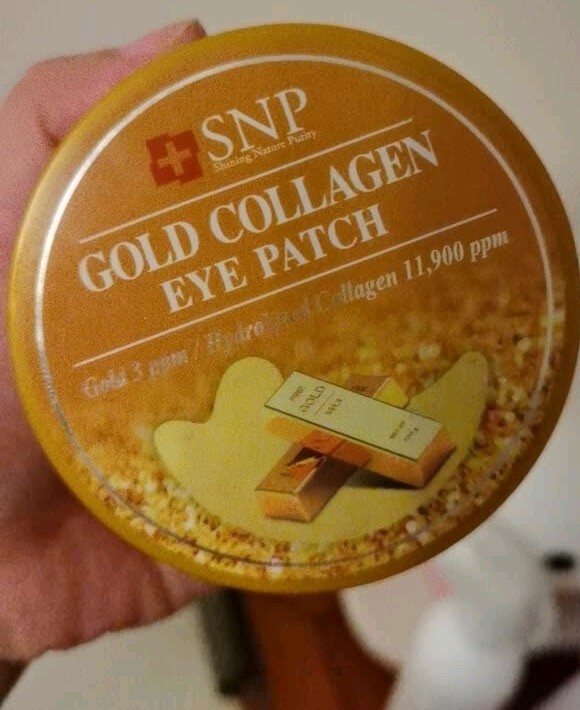 SNP
Shining Nature Purity
GOLD COLLAGEN
EYE PATCH
Gold 3 ppm / Hydrolyzed Collagen 11,900 ppm
GOLD